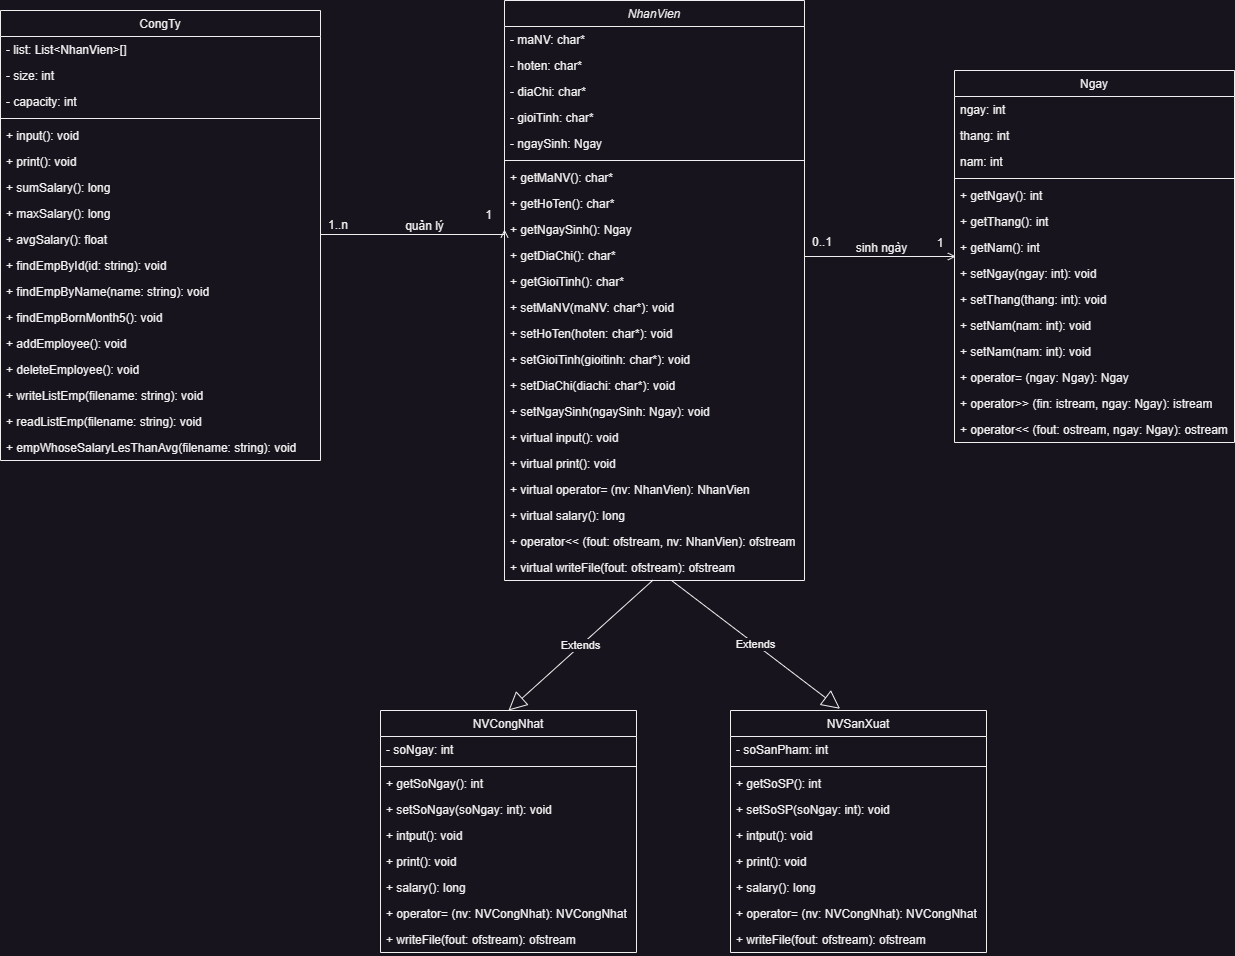 CongTy
- list: List<NhanVien>[]
- size: int
- capacity: int
+ input(): void
+ print(): void
+ sumSalary(): long
+ maxSalary(): long
+ avgSalary(): float
+ findEmpById(id: string): void
+ findEmpByName(name: string): void
+ findEmpBornMonth5(): void
+ addEmployee(): void
+ deleteEmployee(): void
+ writeListEmp(filename: string): void
+ readListEmp(filename: string): void
+ empWhoseSalaryLesThanAvg(filename: string): void
1..n
quản lý
1
NhanVien
- maNV: char*
- hoten: char*
- diaChi: char*
- gioiTinh: char*
- ngaySinh: Ngay
+ getMaNV(): char*
+ getHoTen(): char*
+ getNgaySinh(): Ngay
+ getDiaChi(): char*
+ getGioiTinh(): char*
+ setMaNV(maNV: char*): void
+ setHoTen(hoten: char*): void
+ setGioiTinh(gioitinh: char*): void
+ setDiaChi(diachi: char*): void
+ setNgaySinh(ngaySinh: Ngay): void
+ virtual input(): void
+ virtual print(): void
+ virtual operator= (nv: NhanVien): NhanVien
+ virtual salary(): long
+ operator<< (fout: ofstream, nv: NhanVien): ofstream
+ virtual writeFile(fout: ofstream): ofstream
0..1
sinh ngày
1
Ngay
ngay: int
thang: int
nam: int
+ getNgay(): int
+ getThang(): int
+ getNam(): int
+ setNgay(ngay: int): void
+ setThang(thang: int): void
+ setNam(nam: int): void
+ setNam(nam: int): void
+ operator= (ngay: Ngay): Ngay
+ operator>> (fin: istream, ngay: Ngay): istream
+ operator<< (fout: ostream, ngay: Ngay): ostream
Extends
Extends
NVCongNhat
- soNgay: int
+ getSoNgay(): int
+ setSoNgay(soNgay: int): void
+ intput(): void
+ print(): void
+ salary(): long
+ operator= (nv: NVCongNhat): NVCongNhat
+ writeFile(fout: ofstream): ofstream
NVSanXuat
- soSanPham: int
+ getSoSP(): int
+ setSoSP(soNgay: int): void
+ intput(): void
+ print(): void
+ salary(): long
+ operator= (nv: NVCongNhat): NVCongNhat
+ writeFile(fout: ofstream): ofstream